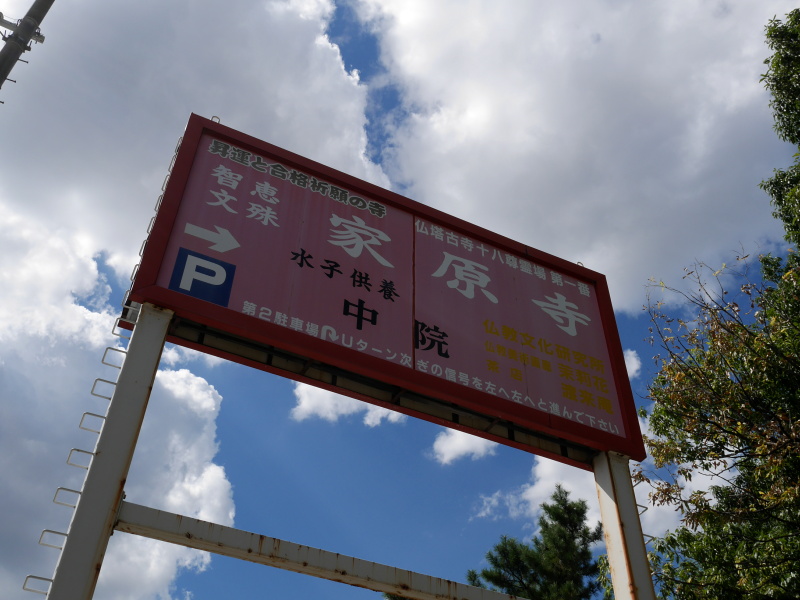 昇運と合格祈願の寺
仏塔古寺十八尊霊場 第一番
智恵
文殊
家原寺
水子供養
中院
P
仏教文化研究所
第2駐車場 Uターン次ぎの信号を左へ左へと進んで下さい